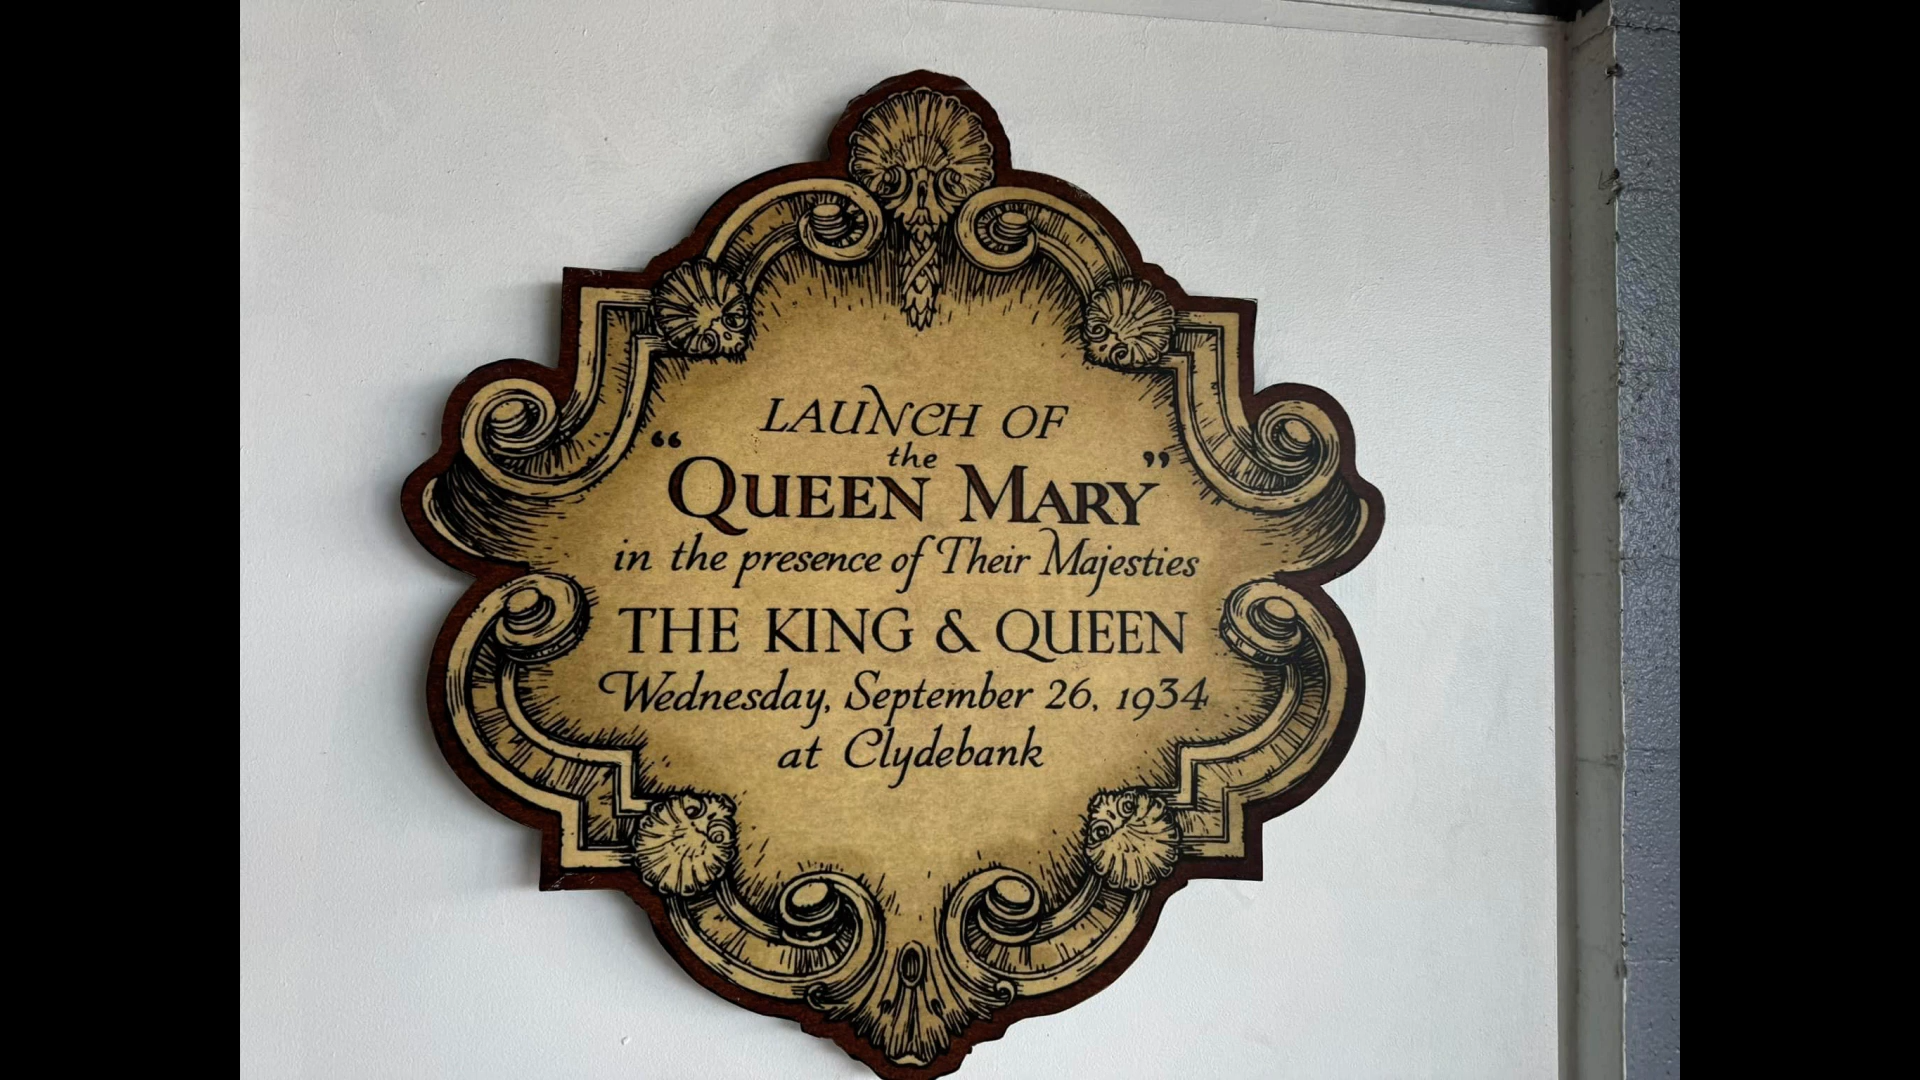 LAUNCH OF
the
“QUEEN MARY”
in the presence of Their Majesties
THE KING & QUEEN
Wednesday, September 26, 1934
at Clydebank